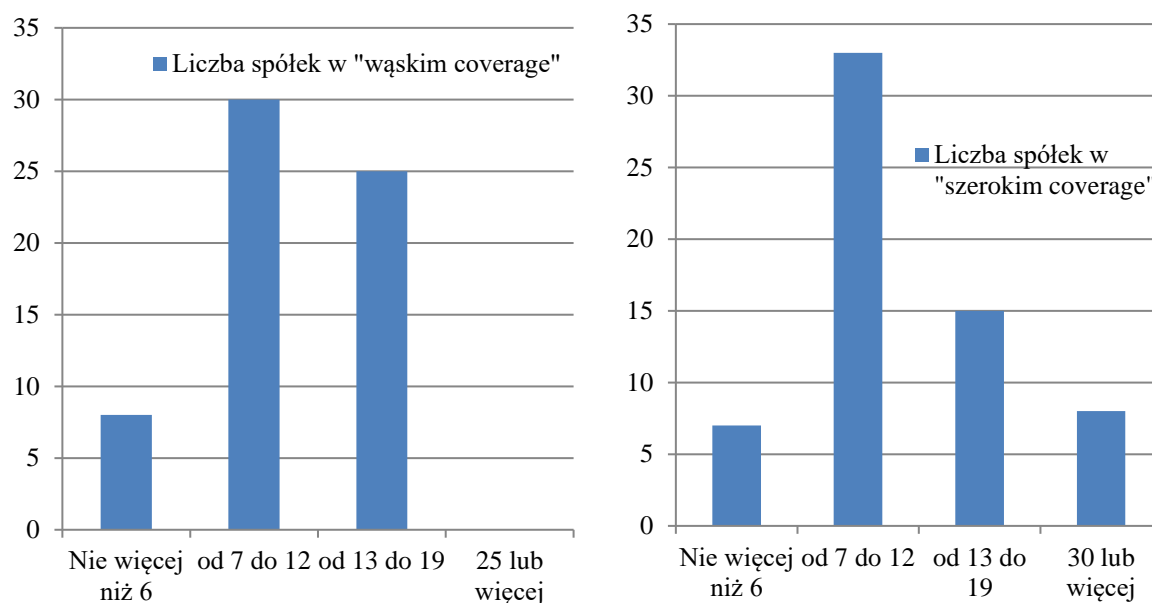 35
30
25
20
15
10
5
0
Liczba spółek w "wąskim coverage"
Nie więcej niż 6
od 7 do 12
od 13 do 19
25 lub więcej
35
30
25
20
15
10
5
0
Liczba spółek w
"szerokim coverage"
Nie więcej
niż 6
od 7 do 12
od 13 do
19
30 lub
więcej